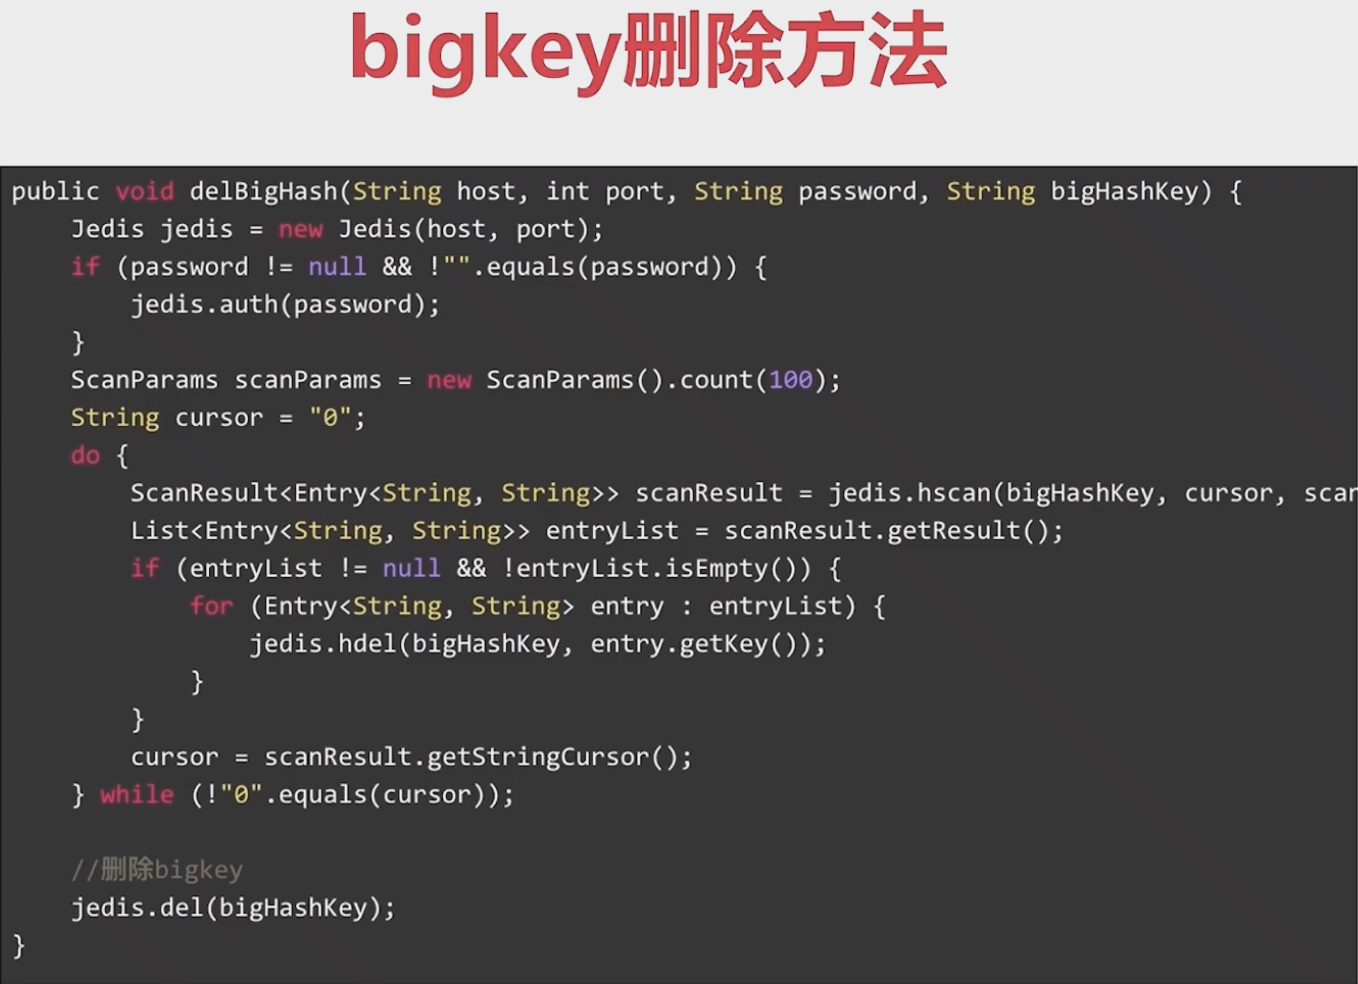 bigkey删除方法
public void delBigHash(String host, int port, String password, String bigHashKey) {
    Jedis jedis = new Jedis(host, port);
    if (password != null && !"".equals(password)) {
        jedis.auth(password);
    }
    ScanParams scanParams = new ScanParams().count(100);
    String cursor = "0";
    do {
        ScanResult<Entry<String, String>> scanResult = jedis.hscan(bigHashKey, cursor, scan
        List<Entry<String, String>> entryList = scanResult.getResult();
        if (entryList != null && !entryList.isEmpty()) {
            for (Entry<String, String> entry : entryList) {
                jedis.hdel(bigHashKey, entry.getKey());
            }
        }
        cursor = scanResult.getStringCursor();
    } while (!"0".equals(cursor));
    //删除bigkey
    jedis.del(bigHashKey);
}